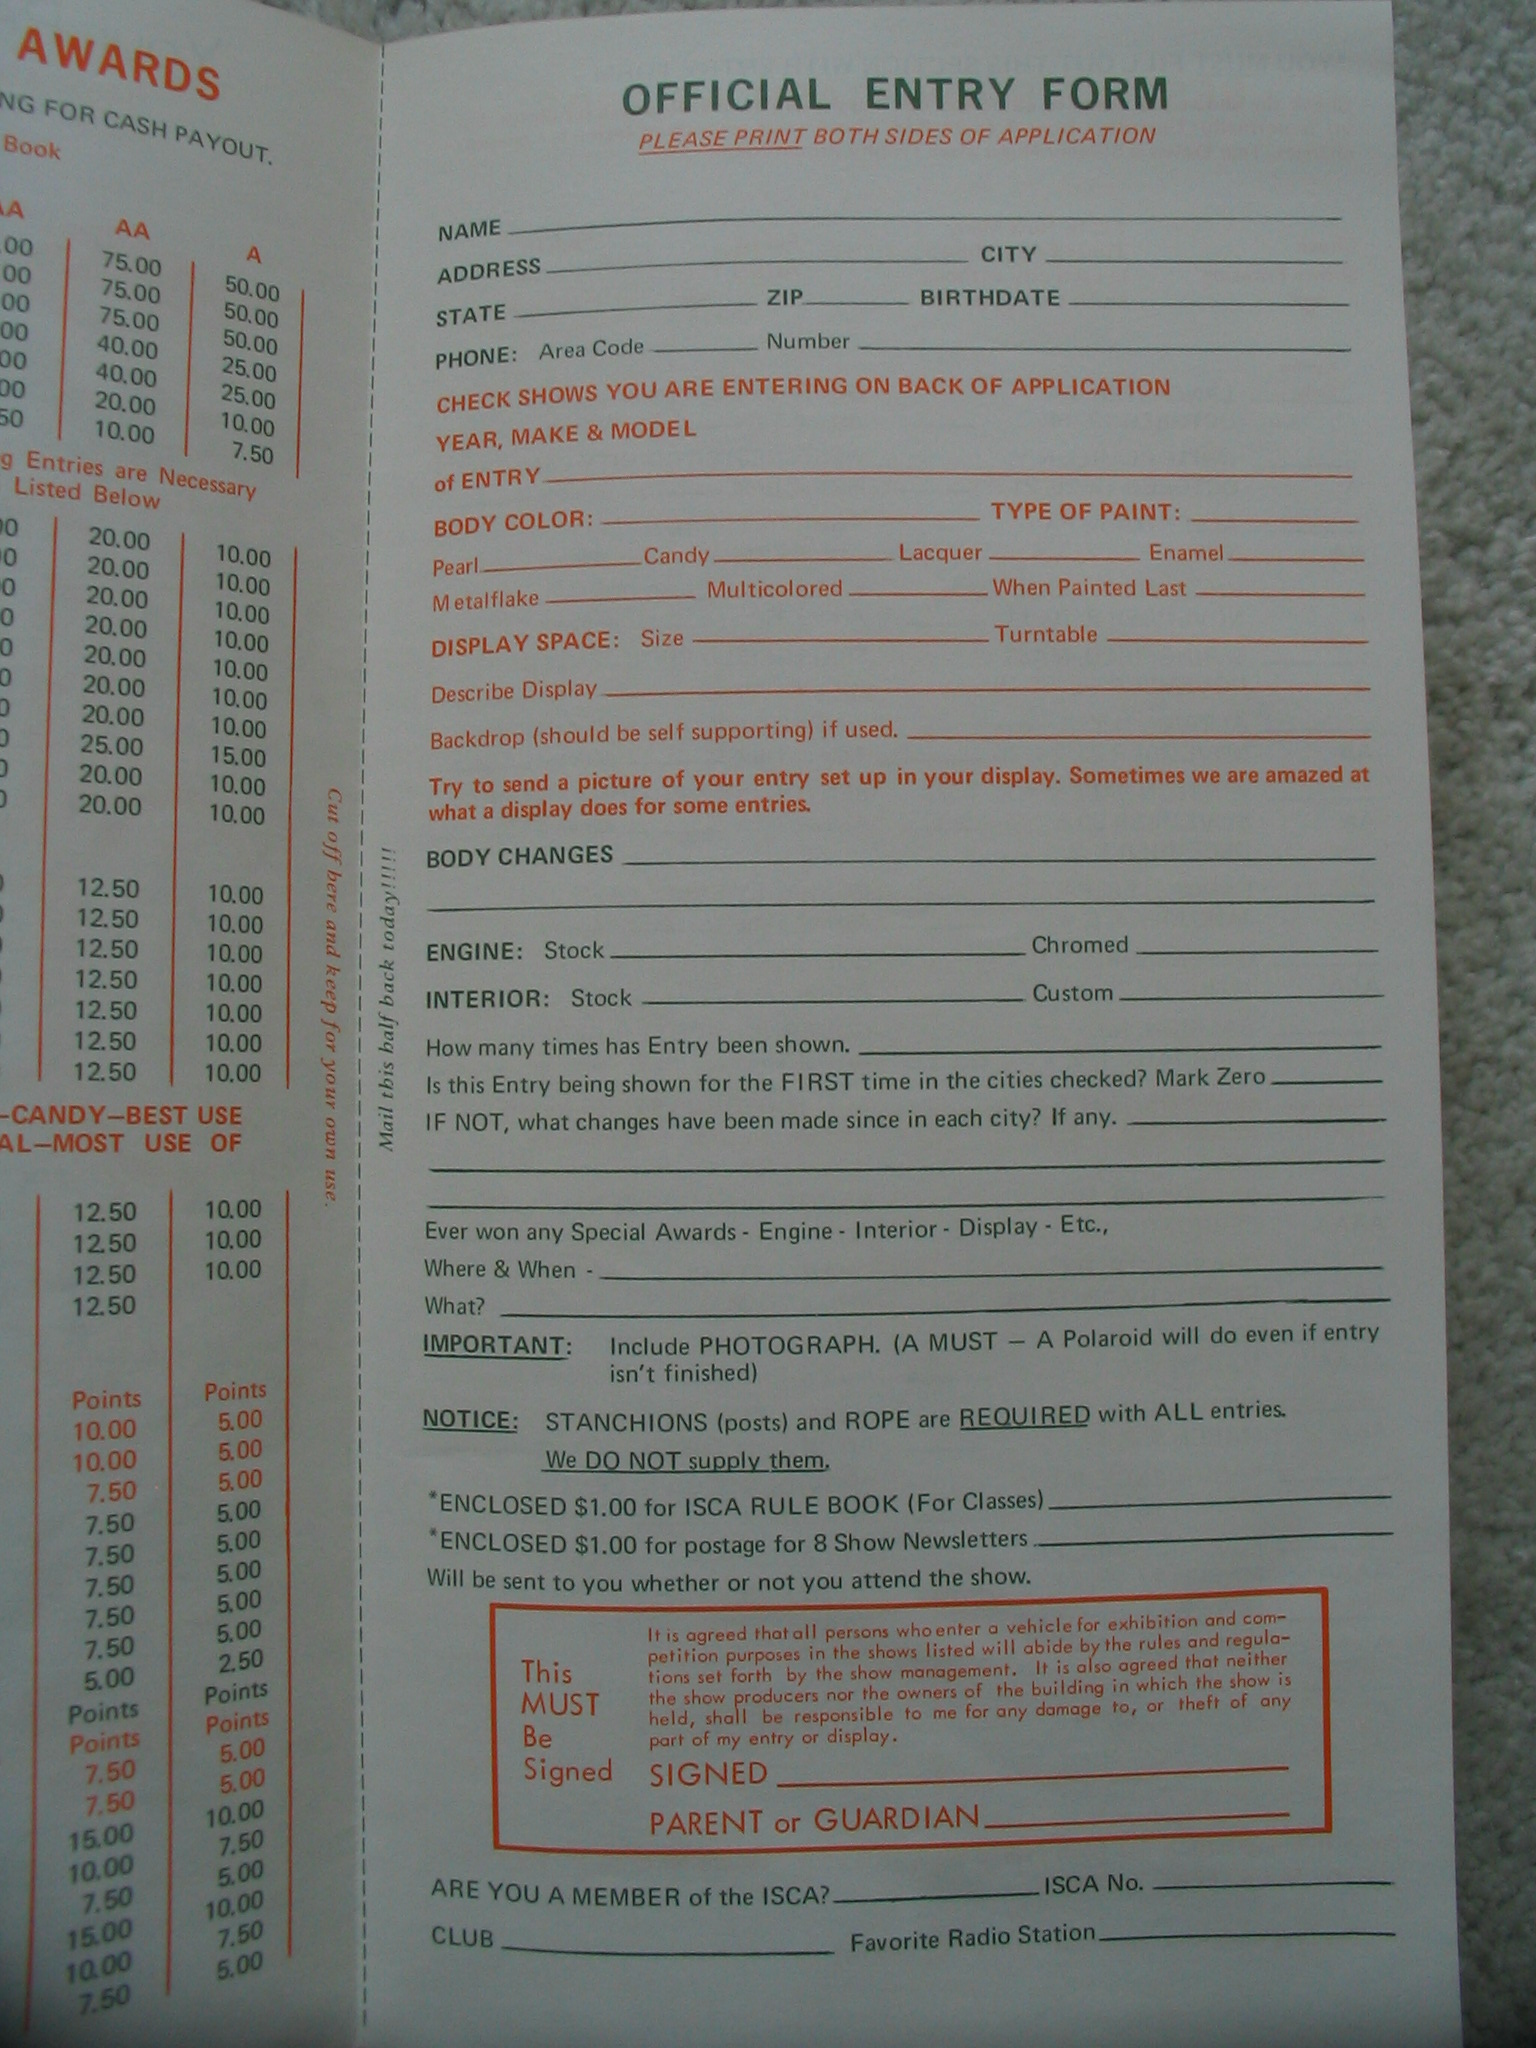 AWARDS
NG FOR CASH PAYOUT.
Book
AA AA A
.00 75.00 50.00
00 75.00 50.00
00 75.00 50.00
00 40.00 25.00
00 40.00 25.00
00 20.00 10.00
50 10.00 7.50
g Entries are Necessary
Listed Below
00 20.00 10.00
0 20.00 10.00
0 20.00 10.00
0 20.00 10.00
0 20.00 10.00
0 20.00 10.00
0 20.00 10.00
0 25.00 15.00
0 20.00 10.00
0 20.00 10.00
12.50 10.00
12.50 10.00
12.50 10.00
12.50 10.00
12.50 10.00
12.50 10.00
12.50 10.00
—CANDY—BEST USE
AL—MOST USE OF
12.50 10.00
12.50 10.00
12.50 10.00
12.50
Points Points
10.00 5.00
10.00 5.00
7.50 5.00
7.50 5.00
7.50 5.00
7.50 5.00
7.50 5.00
7.50 5.00
5.00 2.50
Points Points
Points Points
7.50 5.00
7.50 5.00
15.00 10.00
10.00 7.50
7.50 5.00
15.00 10.00
10.00 7.50
7.50 5.00
Cut off here and keep for your own use.
Mail this half back today!!!!!
OFFICIAL ENTRY FORM
PLEASE PRINT BOTH SIDES OF APPLICATION
NAME
ADDRESS CITY
STATE ZIP BIRTHDATE
PHONE: Area Code Number
CHECK SHOWS YOU ARE ENTERING ON BACK OF APPLICATION
YEAR, MAKE & MODEL
of ENTRY
BODY COLOR: TYPE OF PAINT:
Pearl Candy Lacquer Enamel
Metalflake Multicolored When Painted Last
DISPLAY SPACE: Size Turntable
Describe Display
Backdrop (should be self supporting) if used.
Try to send a picture of your entry set up in your display. Sometimes we are amazed at
what a display does for some entries.
BODY CHANGES
ENGINE: Stock Chromed
INTERIOR: Stock Custom
How many times has Entry been shown.
Is this Entry being shown for the FIRST time in the cities checked? Mark Zero
IF NOT, what changes have been made since in each city? If any.
Ever won any Special Awards - Engine - Interior - Display - Etc.,
Where & When -
What?
IMPORTANT: Include PHOTOGRAPH. (A MUST — A Polaroid will do even if entry
isn't finished)
NOTICE: STANCHIONS (posts) and ROPE are REQUIRED with ALL entries.
We DO NOT supply them.
*ENCLOSED $1.00 for ISCA RULE BOOK (For Classes)
*ENCLOSED $1.00 for postage for 8 Show Newsletters
Will be sent to you whether or not you attend the show.
This
MUST
Be
Signed
It is agreed that all persons who enter a vehicle for exhibition and com-
petition purposes in the shows listed will abide by the rules and regula-
tions set forth by the show management. It is also agreed that neither
the show producers nor the owners of the building in which the show is
held, shall be responsible to me for any damage to, or theft of any
part of my entry or display.
SIGNED
PARENT or GUARDIAN
ARE YOU A MEMBER of the ISCA? ISCA No.
CLUB Favorite Radio Station